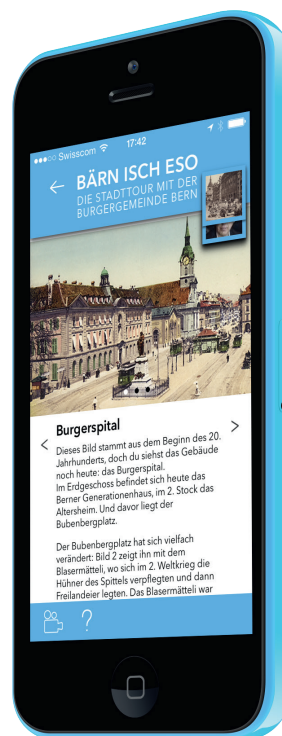 Swisscom 17:42
BÄRN ISCH ESO
DIE STADTTOUR MIT DER
BURGERGEMEINDE BERN
Burgerspital
Dieses Bild stammt aus dem Beginn des 20.
Jahrhunderts, doch du siehst das Gebäude
noch heute: das Burgerspital.
Im Erdgeschoss befindet sich heute das
Berner Generationenhaus, im 2. Stock das
Altersheim. Und davor liegt der
Bubenbergplatz.
Der Bubenbergplatz hat sich vielfach
verändert: Bild 2 zeigt ihn mit dem
Blasermätteli, wo sich im 2. Weltkrieg die
Hühner des Spittels verpflegten und dann
Freilandeier legten. Das Blasermätteli war
?